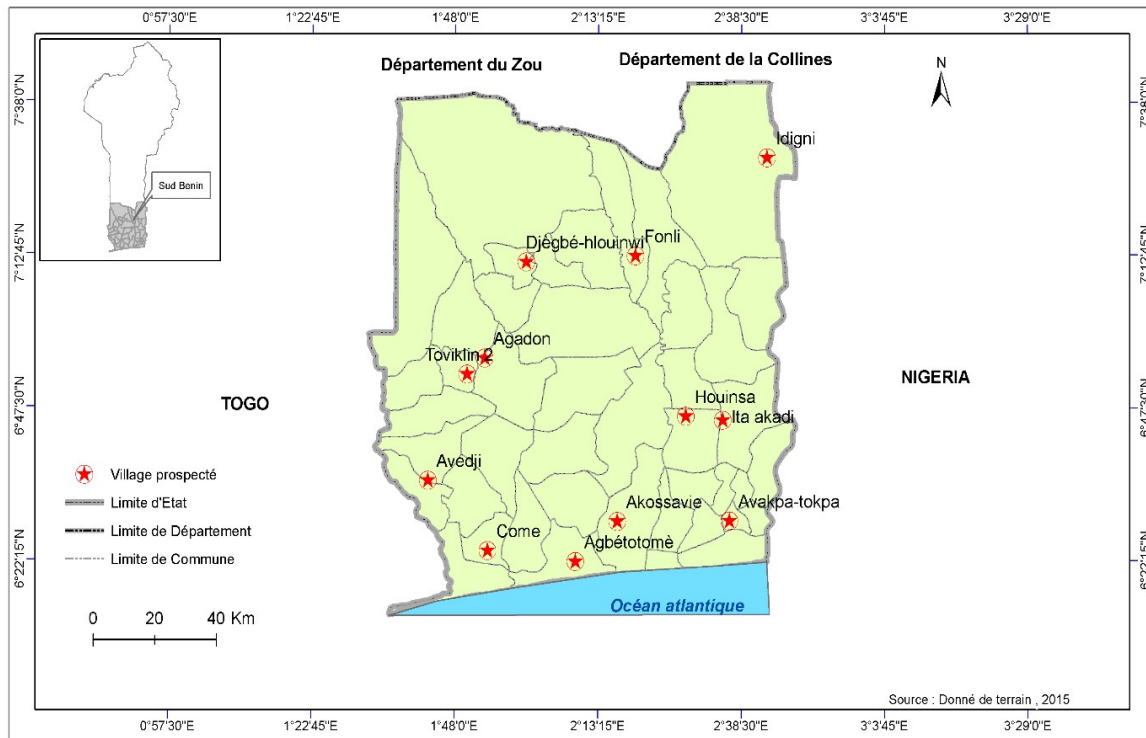 0°57'30"E 1°22'45"E 1°48'0"E 2°13'15"E 2°38'30"E 3°3'45"E 3°29'0"E
Département du Zou
Département de la Collines
N
7°38'0"N
7°38'0"N
Idigni
Sud Benin
Djègbé-hlouinwi
Fonli
7°12'45"N
7°12'45"N
Agadon
Toviklin 2
TOGO
NIGERIA
6°47'30"N
6°47'30"N
Houinsa
Ita akadi
Avédji
Village prospecté
Limite d'Etat
Limite de Département
Limite de Commune
Akossavie
Avakpa-tokpa
Come
Agbétotomè
6°22'15"N
6°22'15"N
Océan atlantique
0 20 40 Km
Source : Donné de terrain , 2015
0°57'30"E 1°22'45"E 1°48'0"E 2°13'15"E 2°38'30"E 3°3'45"E 3°29'0"E